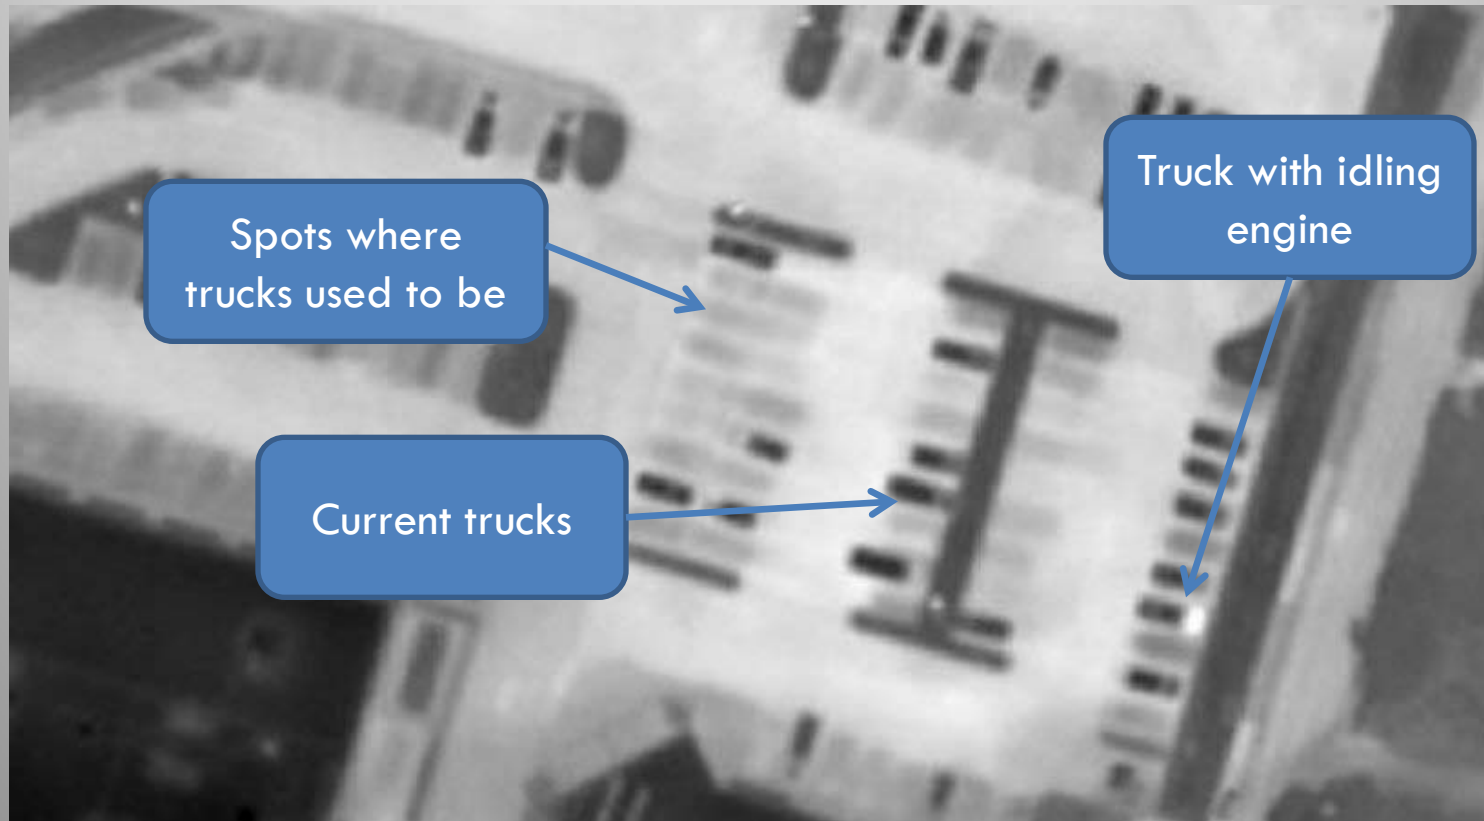 Spots where
trucks used to be
Truck with idling
engine
Current trucks